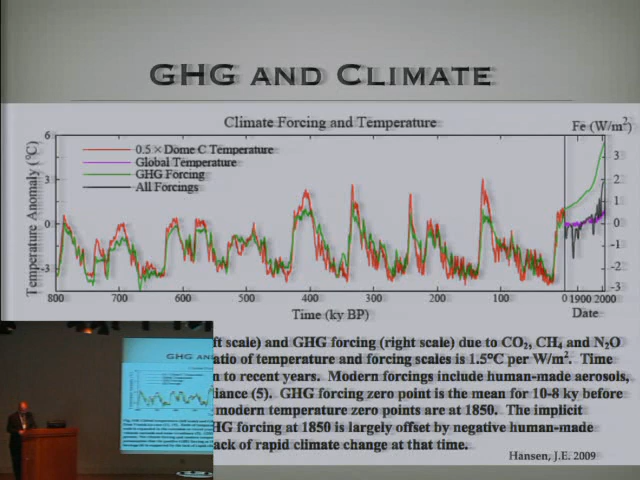 GHG AND CLIMATE
Climate Forcing and Temperature
Fe (W/m²)
Temperature Anomaly (°C)
6
3
0
-3
0.5 × Dome C Temperature
Global Temperature
GHG Forcing
All Forcings
3
2
1
0
-1
-2
-3
800 700 600 500 400 300 200 100 0 1900 2000
Time (ky BP)
Date
ft scale) and GHG forcing (right scale) due to CO₂, CH₄ and N₂O
atio of temperature and forcing scales is 1.5°C per W/m². Time
n to recent years. Modern forcings include human-made aerosols,
iance (5). GHG forcing zero point is the mean for 10-8 ky before
modern temperature zero points are at 1850. The implicit
HG forcing at 1850 is largely offset by negative human-made
ack of rapid climate change at that time.
Hansen, J.E. 2009
GHG AN